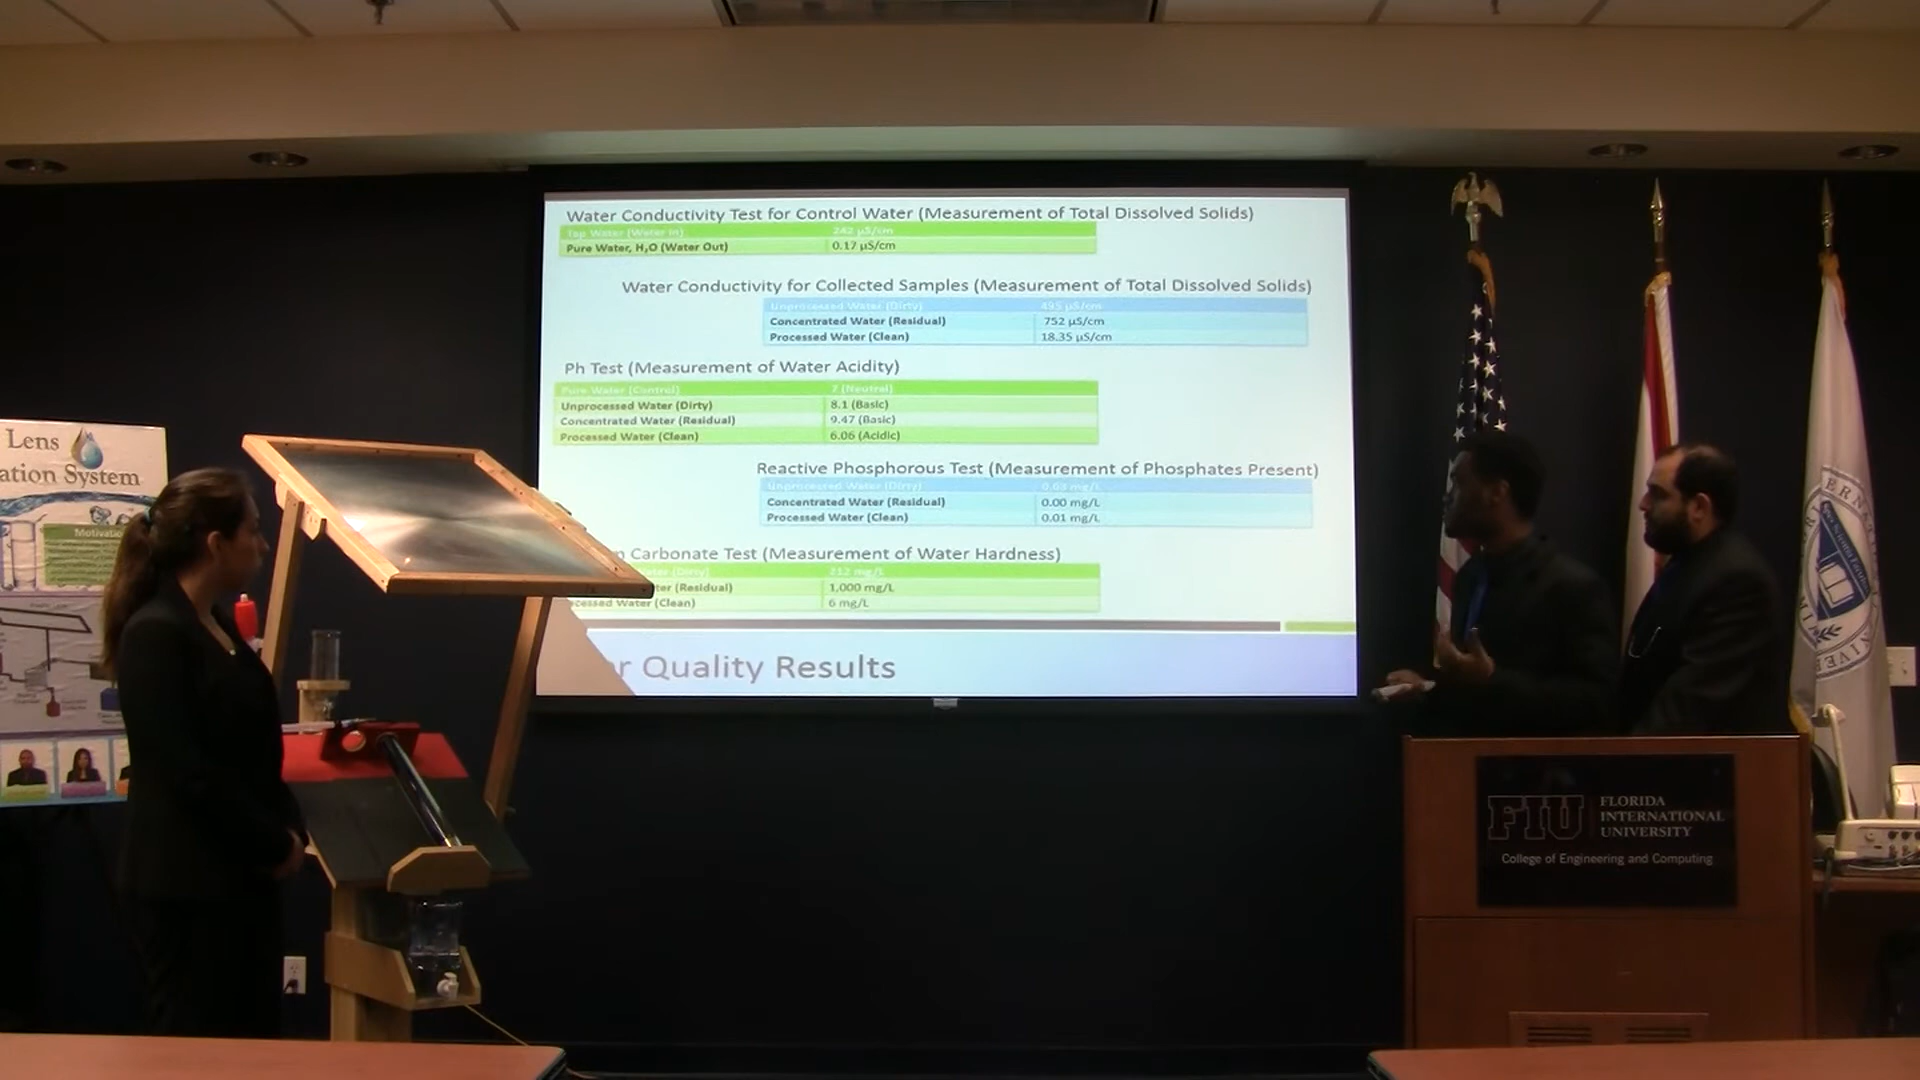 Water Conductivity Test for Control Water (Measurement of Total Dissolved Solids)
Tap Water (Water In) 242 µS/cm
Pure Water, H₂O (Water Out) 0.17 µS/cm
Water Conductivity for Collected Samples (Measurement of Total Dissolved Solids)
Unprocessed Water (Dirty) 495 µS/cm
Concentrated Water (Residual) 752 µS/cm
Processed Water (Clean) 18.35 µS/cm
Ph Test (Measurement of Water Acidity)
Pure Water (Control) 7 (Neutral)
Unprocessed Water (Dirty) 8.1 (Basic)
Concentrated Water (Residual) 9.47 (Basic)
Processed Water (Clean) 6.06 (Acidic)
Reactive Phosphorous Test (Measurement of Phosphates Present)
Unprocessed Water (Dirty) 0.03 mg/L
Concentrated Water (Residual) 0.00 mg/L
Processed Water (Clean) 0.01 mg/L
Carbonate Test (Measurement of Water Hardness)
(Dirty) 212 mg/L
(Residual) 1,000 mg/L
Water (Clean) 6 mg/L
Quality Results
Lens
ation System
Motivatio
FIU
FLORIDA
INTERNATIONAL
UNIVERSITY
College of Engineering and Computing